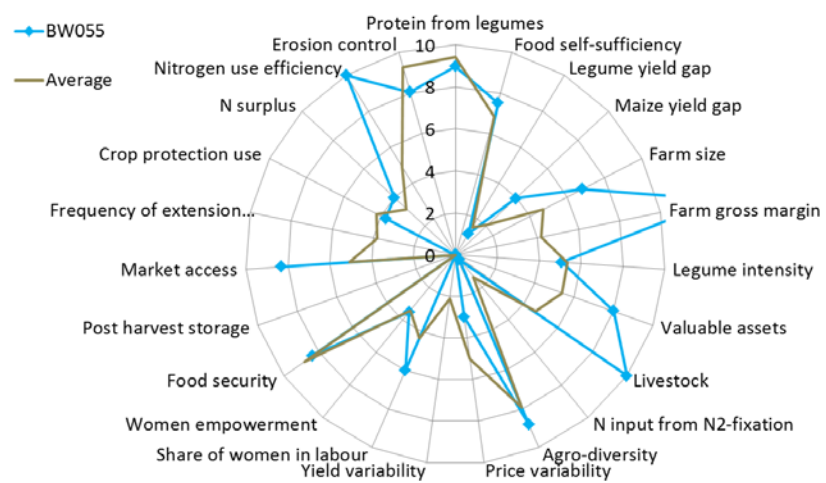 BW055
Average
Protein from legumes
Food self-sufficiency
Legume yield gap
Maize yield gap
Farm size
Farm gross margin
Legume intensity
Valuable assets
Livestock
N input from N2-fixation
Agro-diversity
Price variability
Yield variability
Share of women in labour
Women empowerment
Food security
Post harvest storage
Market access
Frequency of extension...
Crop protection use
N surplus
Nitrogen use efficiency
Erosion control
10
8
6
4
2
0